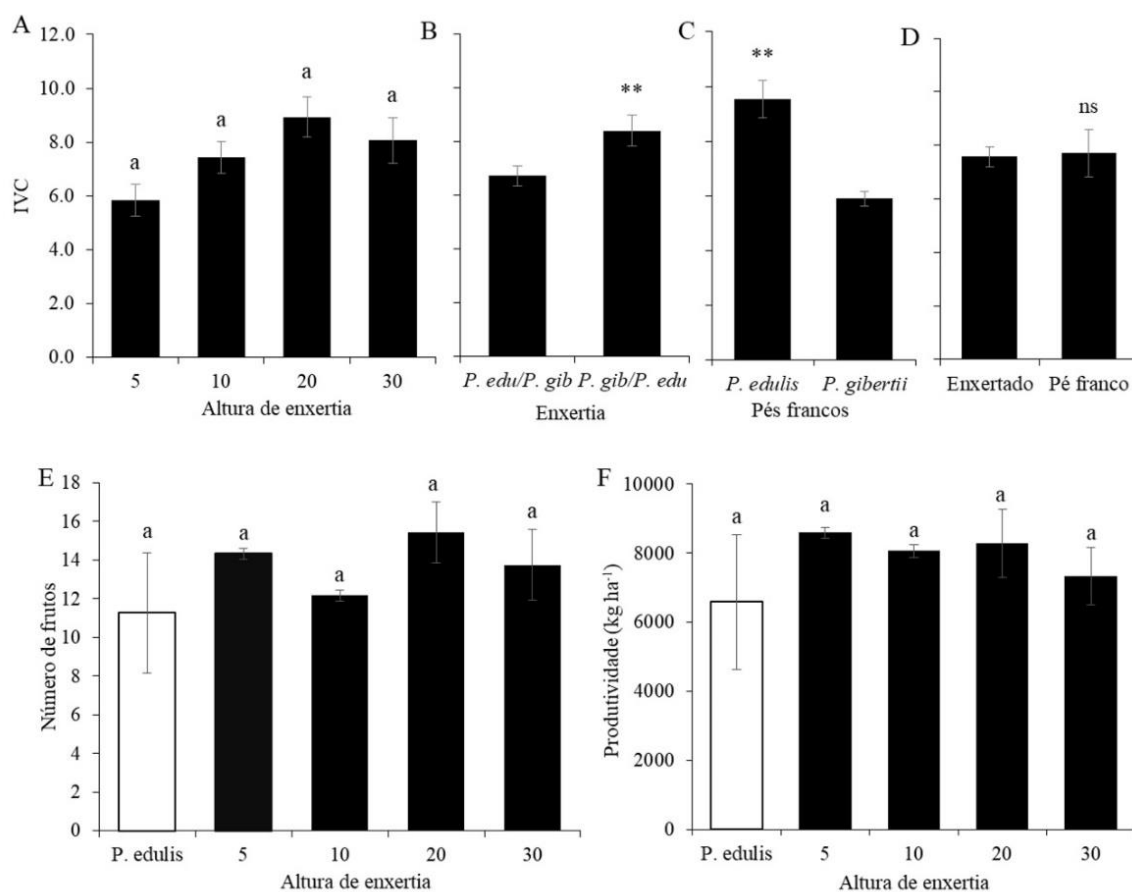 A
IVC
12.0
10.0
8.0
6.0
4.0
2.0
0.0
a
a
a
a
5 10 20 30
Altura de enxertia
B
**
P. edu/P. gib P. gib/P. edu
Enxertia
C
**
P. edulis P. gibertii
Pés francos
D
ns
Enxertado Pé franco
E
Número de frutos
18
16
14
12
10
8
6
4
2
0
a
a
a
a
a
P. edulis 5 10 20 30
Altura de enxertia
F
Produtividade (kg ha⁻¹)
10000
8000
6000
4000
2000
0
a
a
a
a
a
P. edulis 5 10 20 30
Altura de enxertia